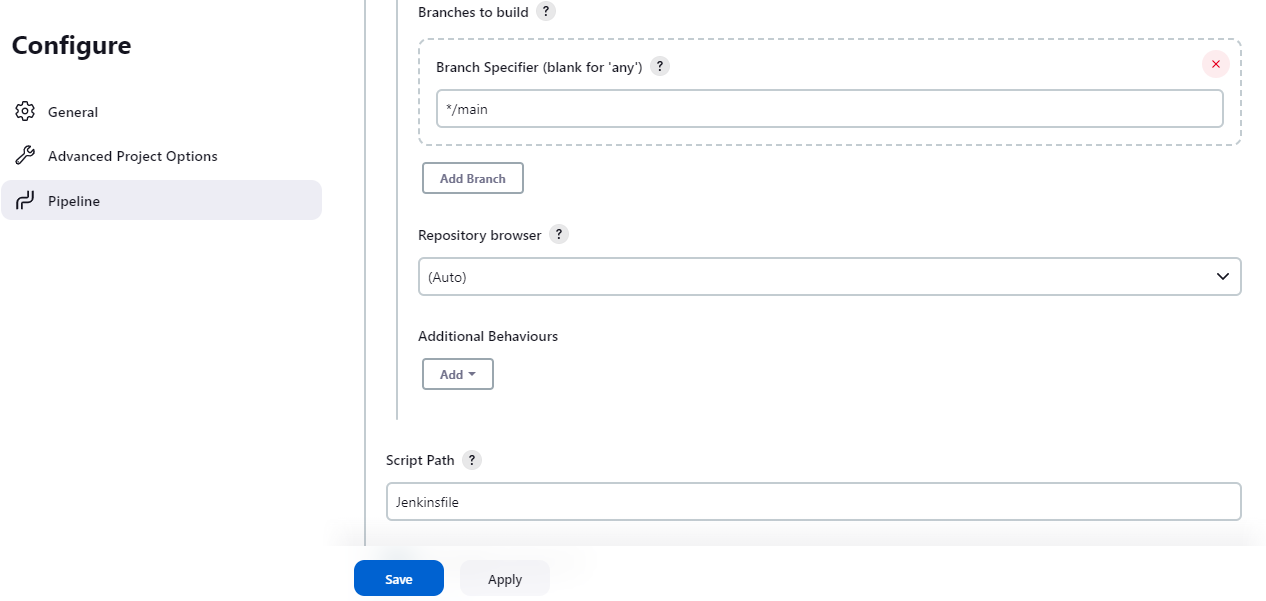 Configure
General
Advanced Project Options
Pipeline
Branches to build ?
Branch Specifier (blank for 'any') ?
*/main
Add Branch
Repository browser ?
(Auto)
Additional Behaviours
Add
Script Path ?
Jenkinsfile
Save Apply